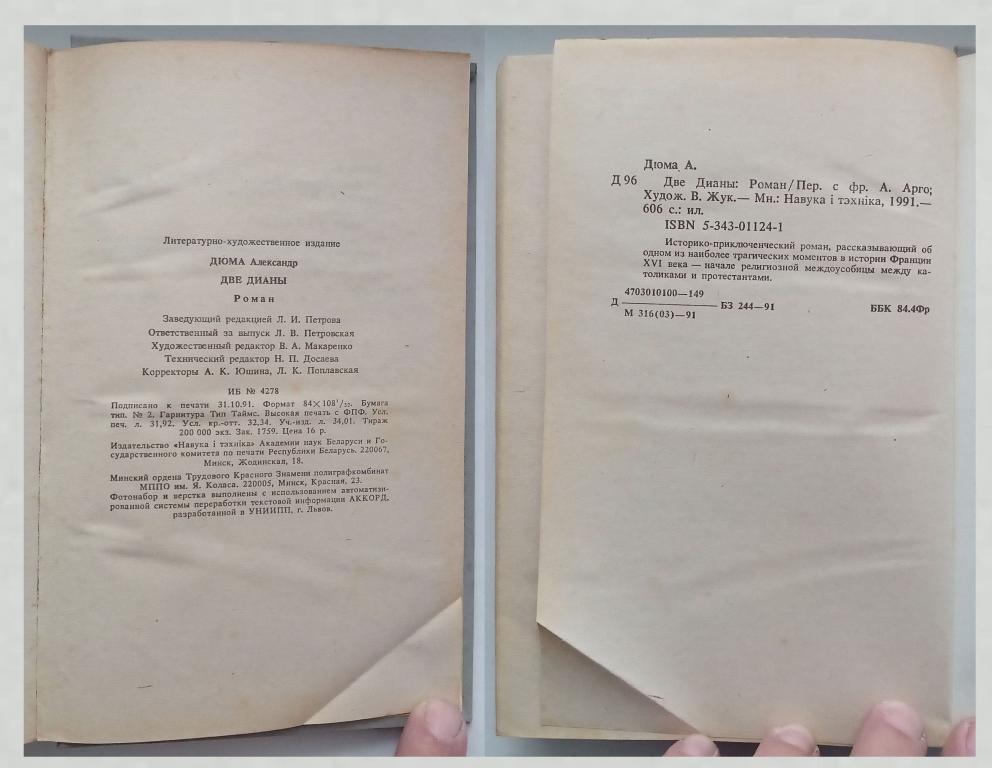 Литературно-художественное издание
ДЮМА Александр
ДВЕ ДИАНЫ
Роман
Заведующий редакцией Л. И. Петрова
Ответственный за выпуск Л. В. Петровская
Художественный редактор В. А. Макаренко
Технический редактор Н. П. Досаева
Корректоры А. К. Юшина, Л. К. Поплавская
ИБ № 4278
Подписано к печати 31.10.91. Формат 84×108¹/₃₂. Бумага
тип. № 2. Гарнитура Тип Таймс. Высокая печать с ФПФ. Усл.
печ. л. 31,92. Усл. кр.-отт. 32,34. Уч.-изд. л. 34,01. Тираж
200 000 экз. Зак. 1759. Цена 16 р.
Издательство «Навука і тэхніка» Академии наук Беларуси и Го-
сударственного комитета по печати Республики Беларусь. 220067,
Минск, Жодинская, 18.
Минский ордена Трудового Красного Знамени полиграфкомбинат
МППО им. Я. Коласа. 220005, Минск, Красная, 23.
Фотонабор и верстка выполнены с использованием автоматизи-
рованной системы переработки текстовой информации АККОРД,
разработанной в УНИИПП, г. Львов.
Дюма А.
Д 96 Две Дианы: Роман/Пер. с фр. А. Арго;
Худож. В. Жук.— Мн.: Навука і тэхніка, 1991.—
606 с.: ил.
ISBN 5-343-01124-1
Историко-приключенческий роман, рассказывающий об
одном из наиболее трагических моментов в истории Франции
XVI века — начале религиозной междоусобицы между ка-
толиками и протестантами.
4703010100—149
Д БЗ 244—91 ББК 84.4Фр
М 316(03)—91